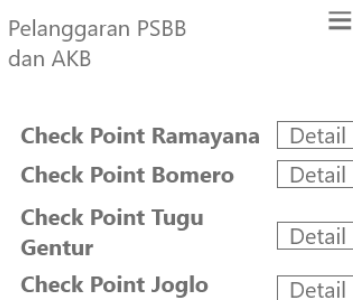 Pelanggaran PSBB
dan AKB
Check Point Ramayana Detail
Check Point Bomero Detail
Check Point Tugu
Gentur Detail
Check Point Joglo Detail